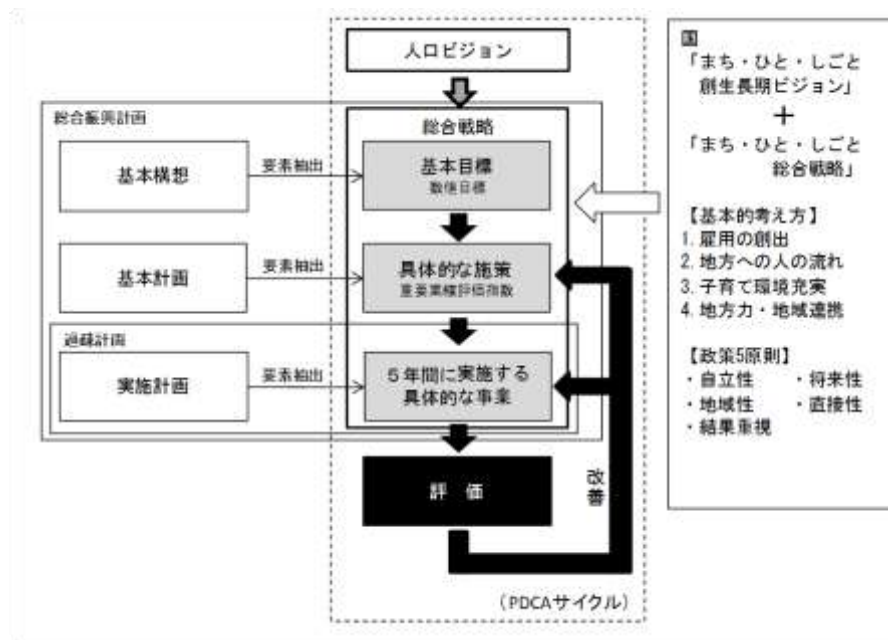 人口ビジョン
総合振興計画
総合戦略
基本構想
要素抽出
基本目標
数値目標
基本計画
要素抽出
具体的な施策
重要業績評価指数
過疎計画
実施計画
要素抽出
5年間に実施する
具体的な事業
評 価
改善
(PDCAサイクル)
国
「まち・ひと・しごと
創生長期ビジョン」
+
「まち・ひと・しごと
総合戦略」
【基本的考え方】
1. 雇用の創出
2. 地方への人の流れ
3. 子育て環境充実
4. 地方力・地域連携
【政策5原則】
・自立性 ・将来性
・地域性 ・直接性
・結果重視